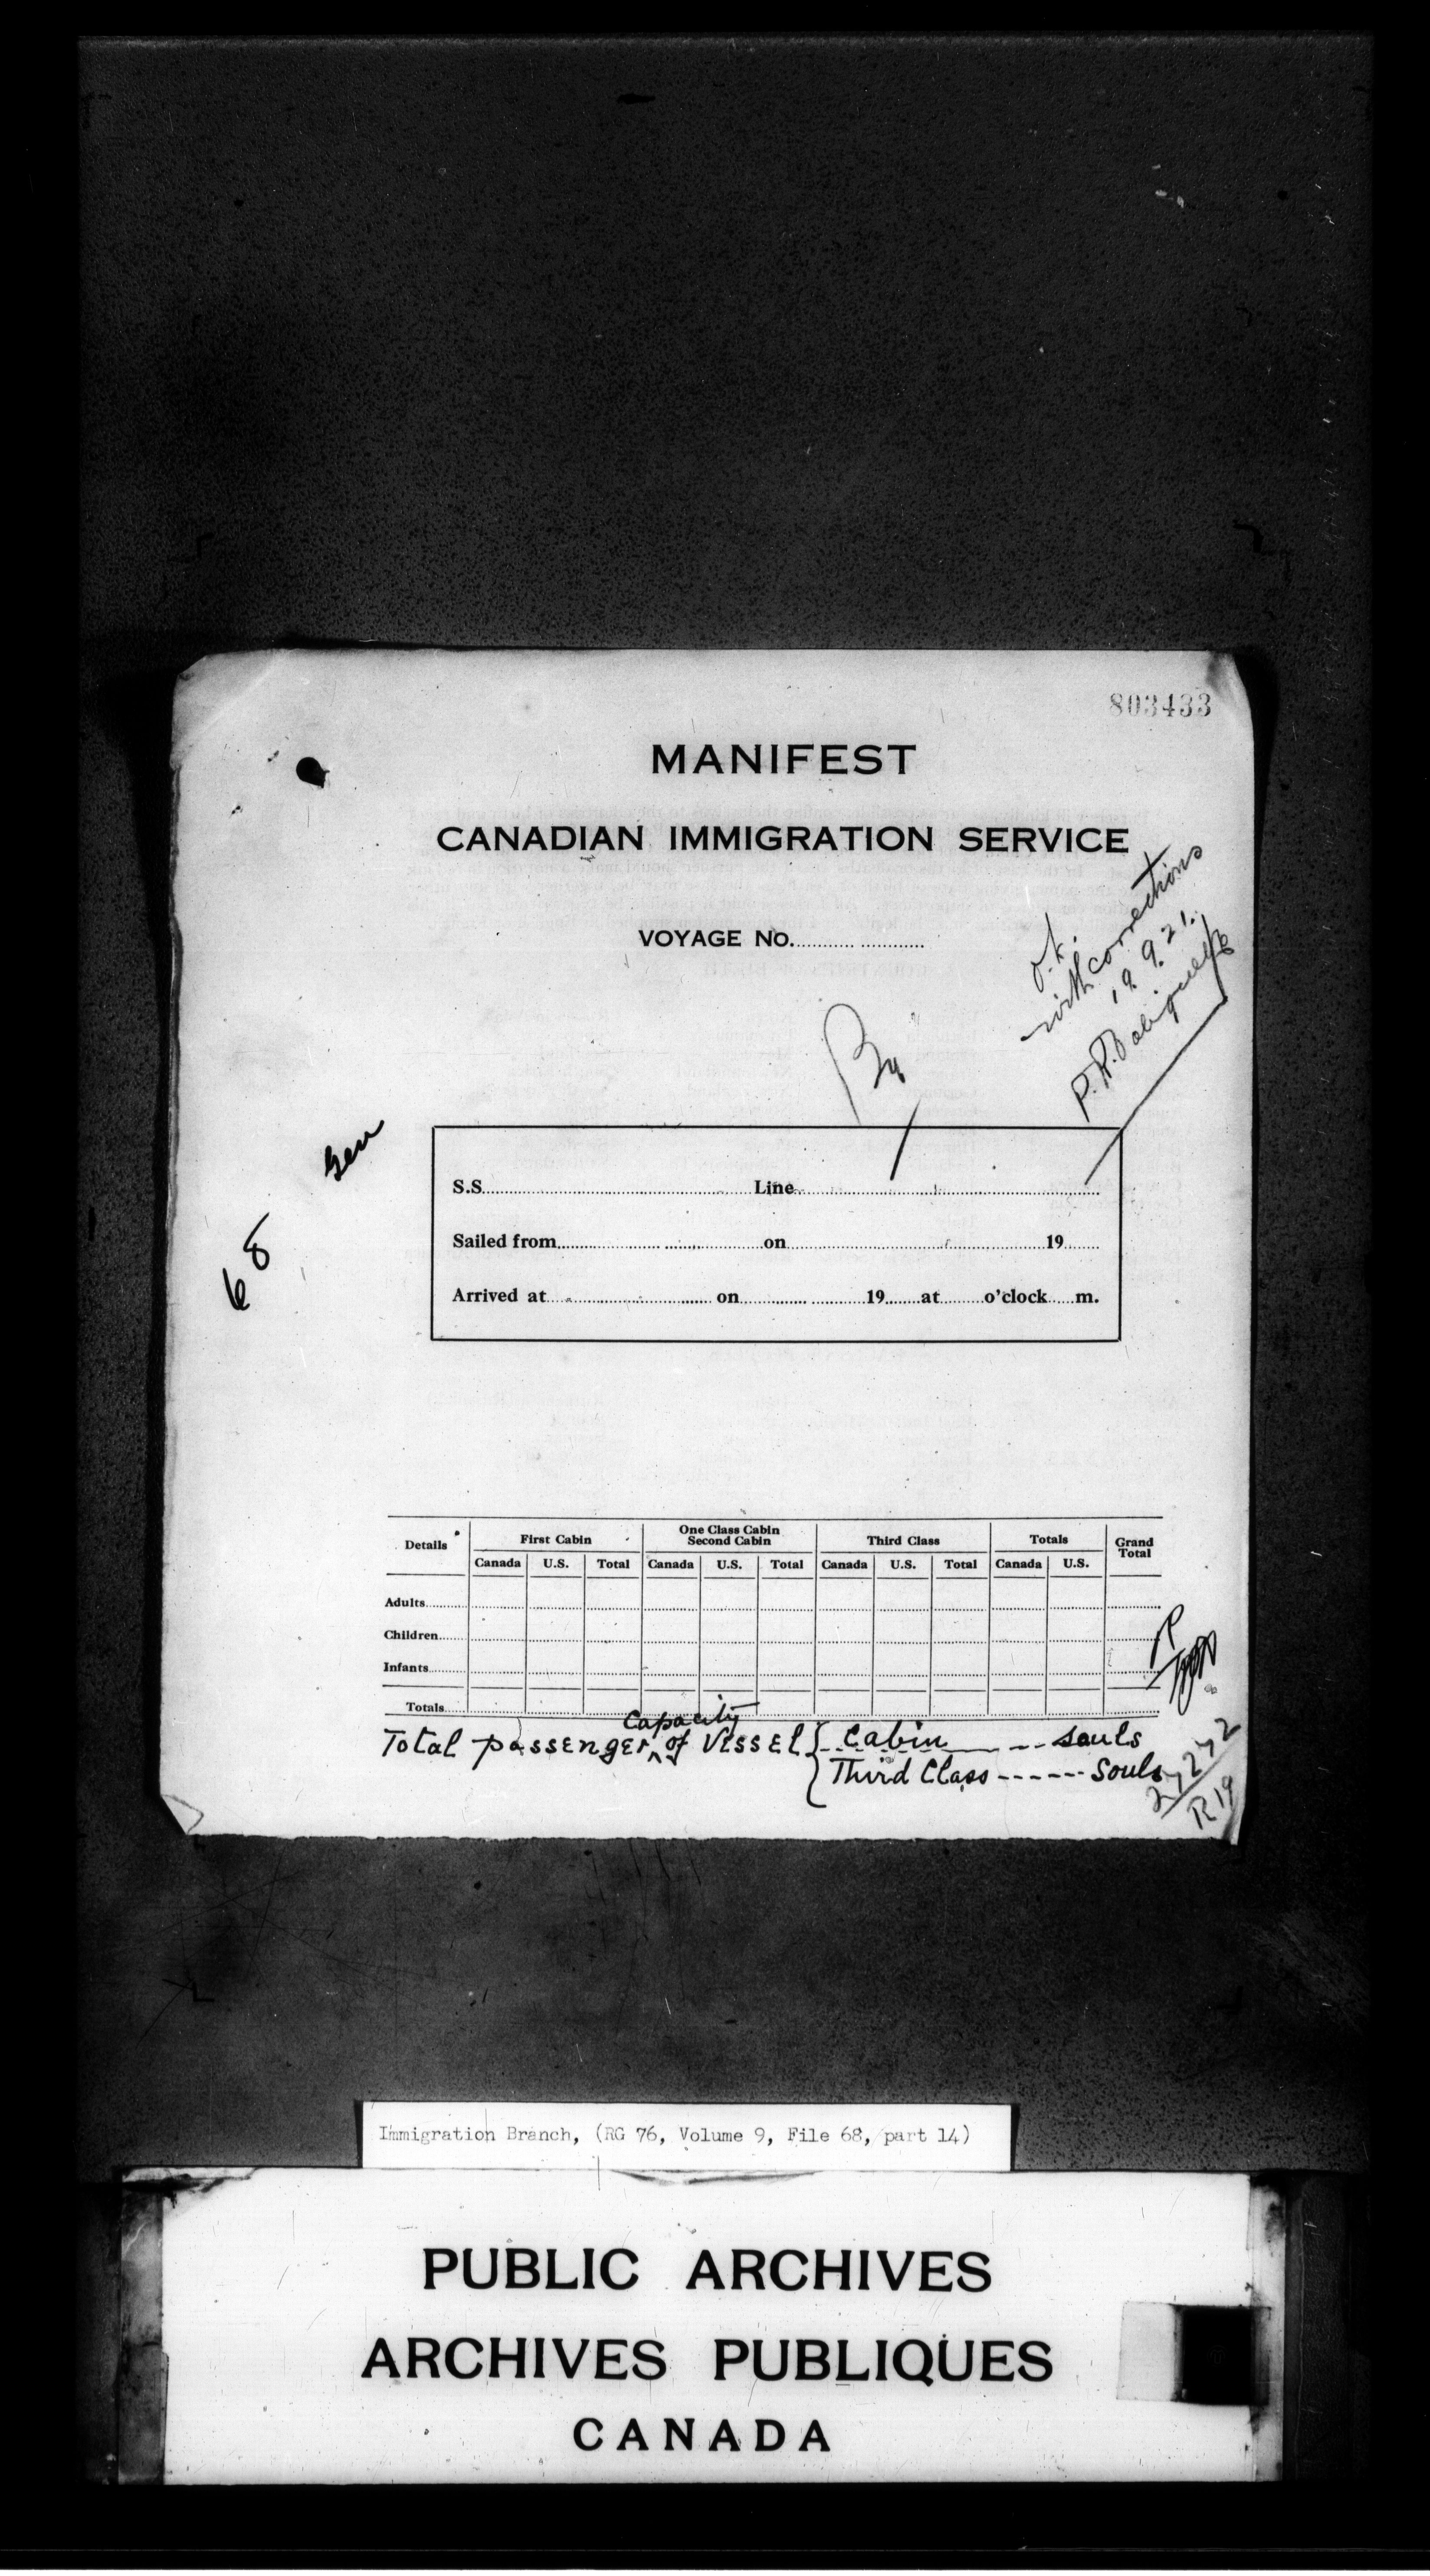 803433
MANIFEST
CANADIAN IMMIGRATION SERVICE
VOYAGE No.
O.K.
with corrections
19.9.21.
68
S.S. Line
Sailed from on 19
Arrived at on 19 at o'clock m.
Details First Cabin One Class Cabin Second Cabin Third Class Totals Grand Total
Canada U.S. Total Canada U.S. Total Canada U.S. Total Canada U.S.
Adults
Children
Infants
Totals
Total passenger capacity of vessel { Cabin souls
Third Class ------ souls
27272
R19
Immigration Branch, (RG 76, Volume 9, File 68, part 14)
PUBLIC ARCHIVES
ARCHIVES PUBLIQUES
CANADA